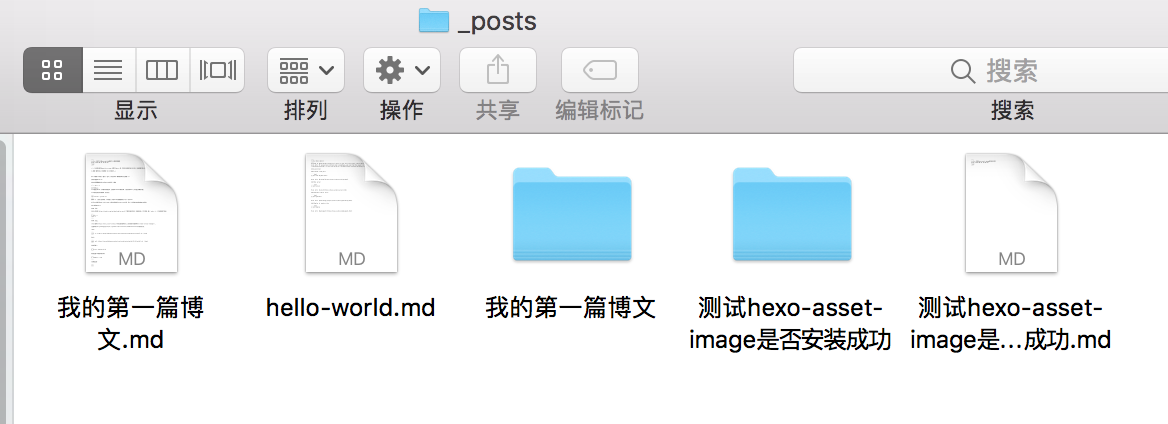 _posts
显示
排列
操作
共享
编辑标记
搜索
搜索
MD
MD
MD
我的第一篇博
文.md
hello-world.md
我的第一篇博文
测试hexo-asset-
image是否安装成功
测试hexo-asset-
image是...成功.md